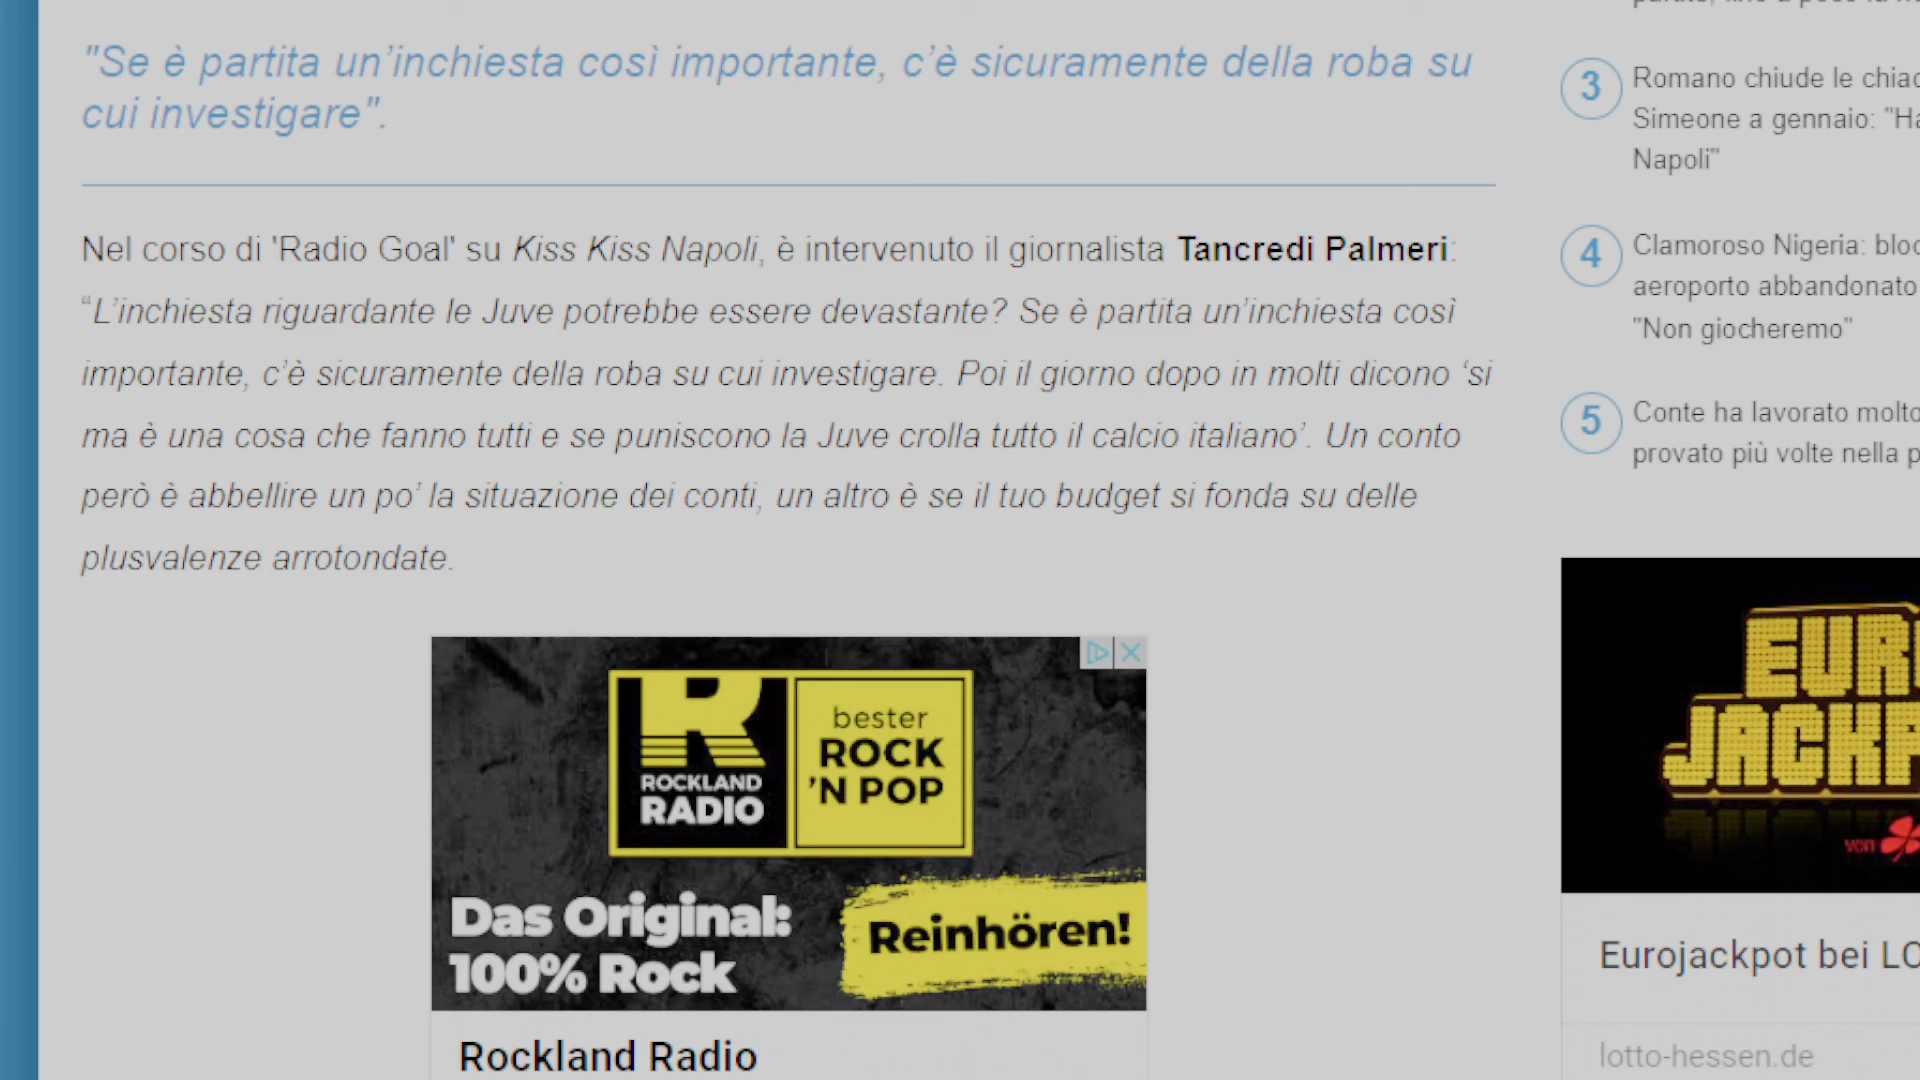 "Se è partita un'inchiesta così importante, c'è sicuramente della roba su
cui investigare".
Nel corso di 'Radio Goal' su Kiss Kiss Napoli, è intervenuto il giornalista Tancredi Palmeri:
“L’inchiesta riguardante le Juve potrebbe essere devastante? Se è partita un’inchiesta così
importante, c’è sicuramente della roba su cui investigare. Poi il giorno dopo in molti dicono ‘si
ma è una cosa che fanno tutti e se puniscono la Juve crolla tutto il calcio italiano’. Un conto
però è abbellire un po’ la situazione dei conti, un altro è se il tuo budget si fonda su delle
plusvalenze arrotondate.
R
ROCKLAND
RADIO
bester
ROCK
'N POP
Das Original:
100% Rock
Reinhören!
Rockland Radio
3
Romano chiude le
Simeone a gennaio:
Napoli"
4
Clamoroso Nigeria:
aeroporto abbandonato
"Non giocheremo"
5
Conte ha lavorato molto
provato più volte nella
von
Eurojackpot bei
lotto-hessen.de